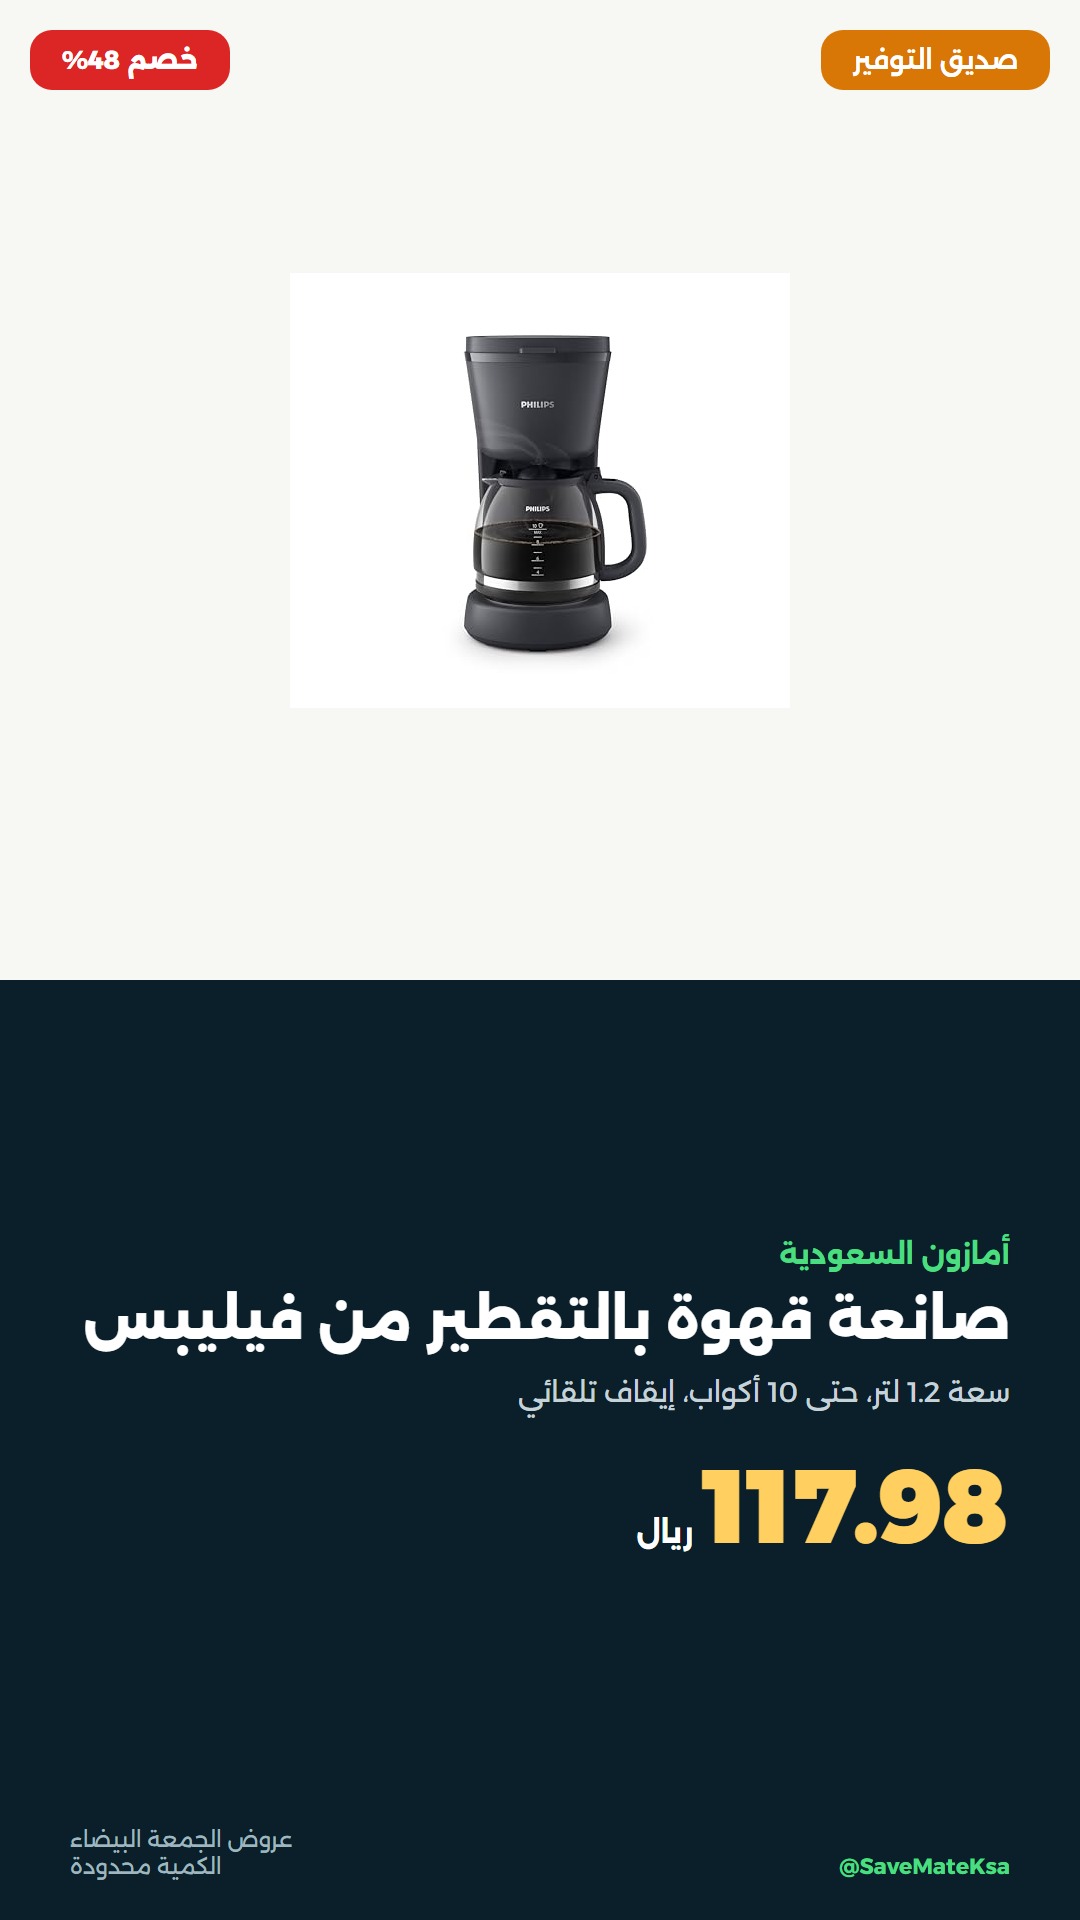 صديق التوفير
خصم 48%
PHILIPS
PHILIPS
أمازون السعودية
صانعة قهوة بالتقطير من فيليبس
سعة 1.2 لتر، حتى 10 أكواب، إيقاف تلقائي
117.98 ريال
عروض الجمعة البيضاء
الكمية محدودة
@SaveMateKsa